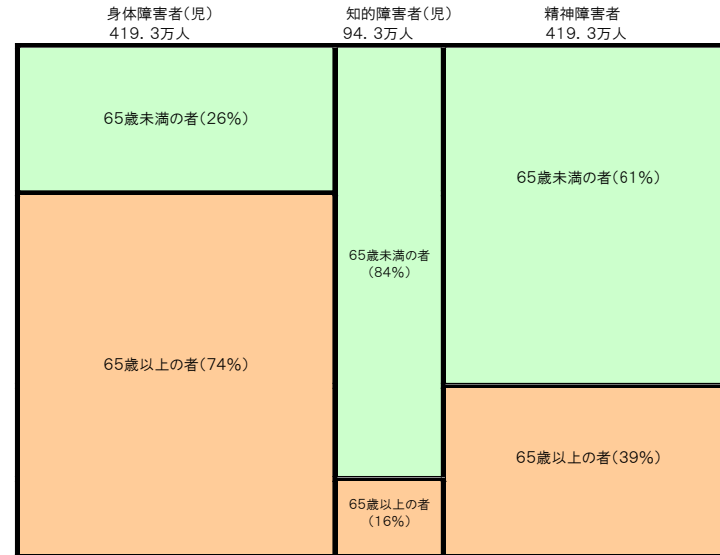 身体障害者(児)
419.3万人
知的障害者(児)
94.3万人
精神障害者
419.3万人
65歳未満の者(26%)
65歳未満の者(61%)
65歳未満の者
(84%)
65歳以上の者(74%)
65歳以上の者(39%)
65歳以上の者
(16%)